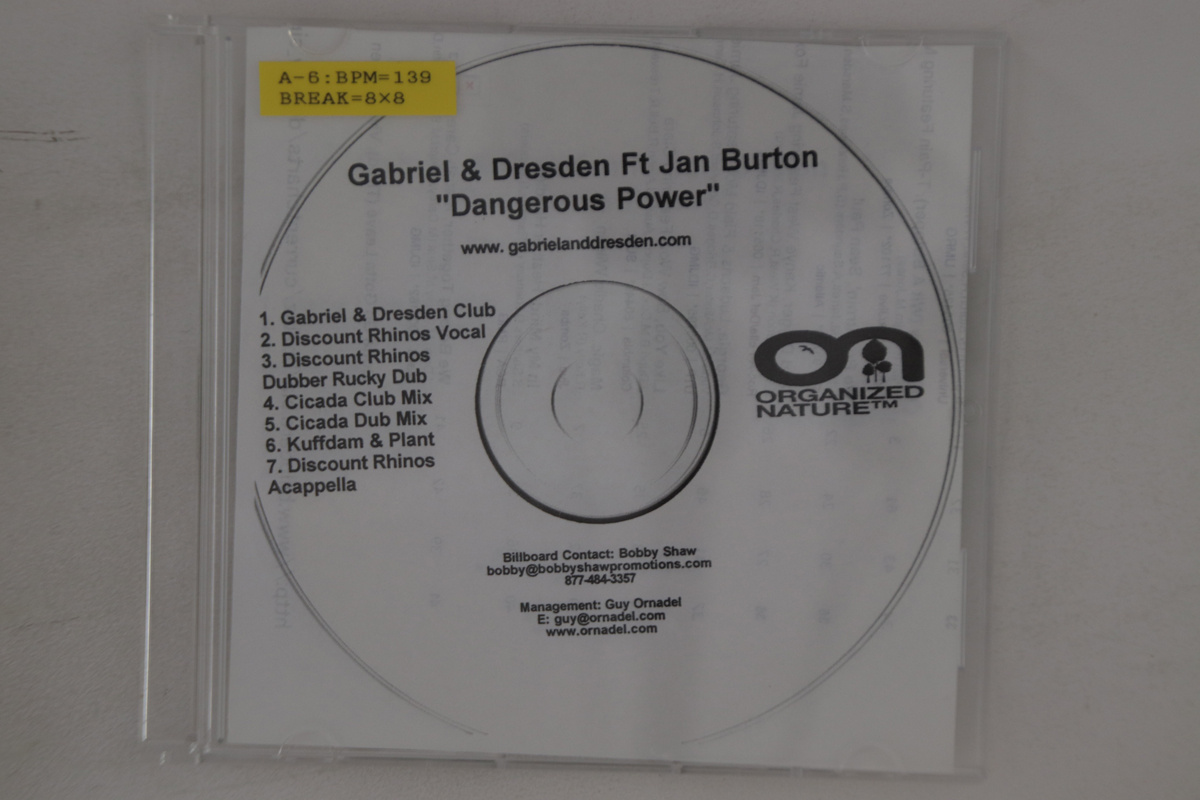 A-6:BPM=139
BREAK=8×8
Gabriel & Dresden Ft Jan Burton
"Dangerous Power"
www. gabrielanddresden.com
1. Gabriel & Dresden Club
2. Discount Rhinos Vocal
3. Discount Rhinos
Dubber Rucky Dub
4. Cicada Club Mix
5. Cicada Dub Mix
6. Kuffdam & Plant
7. Discount Rhinos
Acappella
ON
ORGANIZED
NATURE™
Billboard Contact: Bobby Shaw
bobby@bobbyshawpromotions.com
877-484-3357
Management: Guy Ornadel
E: guy@ornadel.com
www.ornadel.com